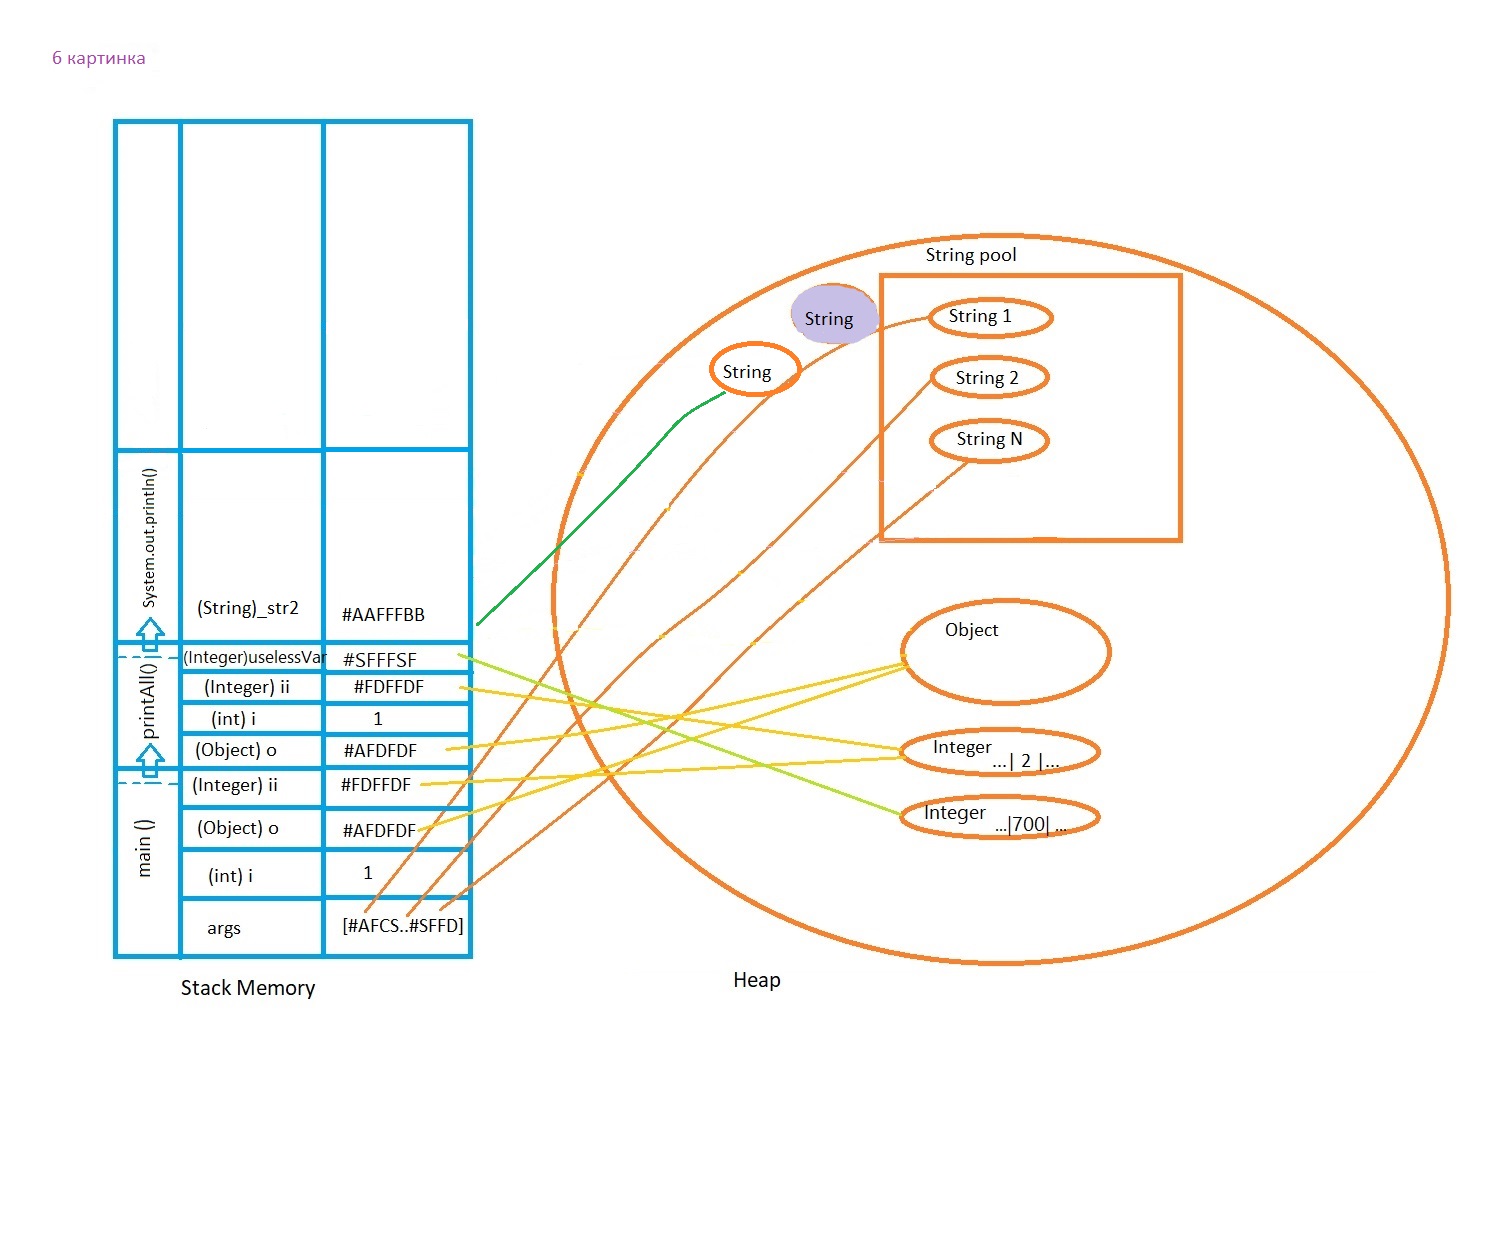 6 картинка
String pool
String
String 1
String
String 2
String N
System.out.println()
(String)_str2
#AAFFFBB
printAll()
(Integer)uselessVar
#SFFFSF
(Integer) ii
#FDFFDF
(int) i
1
(Object) o
#AFDFDF
main ()
(Integer) ii
#FDFFDF
(Object) o
#AFDFDF
(int) i
1
args
[#AFCS..#SFFD]
Object
Integer
...| 2 |...
Integer
...|700| ...
Stack Memory
Heap